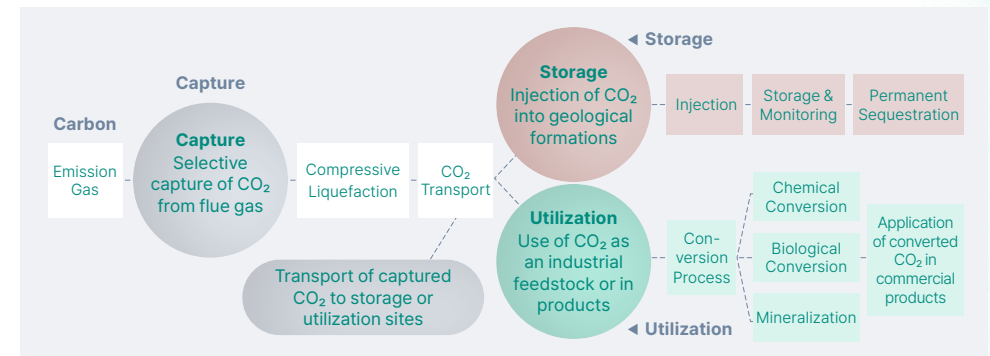 Carbon
Emission
Gas
Capture
Capture
Selective
capture of CO₂
from flue gas
Compressive
Liquefaction
CO₂
Transport
Transport of captured
CO₂ to storage or
utilization sites
◀ Storage
Storage
Injection of CO₂
into geological
formations
Injection
Storage &
Monitoring
Permanent
Sequestration
Utilization
Use of CO₂ as
an industrial
feedstock or in
products
◀ Utilization
Con-
version
Process
Chemical
Conversion
Biological
Conversion
Mineralization
Application
of converted
CO₂ in
commercial
products